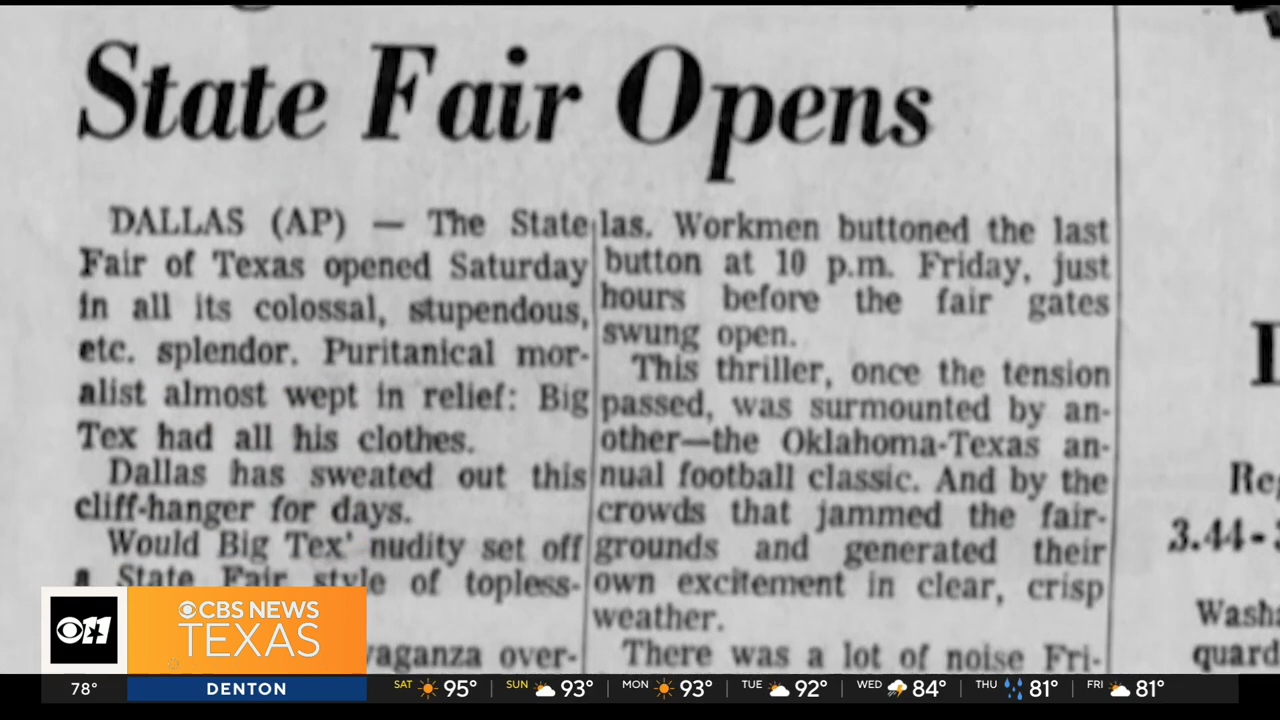 State Fair Opens
DALLAS (AP) — The State
Fair of Texas opened Saturday
in all its colossal, stupendous,
etc. splendor. Puritanical mor-
alist almost wept in relief: Big
Tex had all his clothes.
Dallas has sweated out this
cliff-hanger for days.
Would Big Tex' nudity set off
a State Fair style of topless-
vaganza over-
las. Workmen buttoned the last
button at 10 p.m. Friday, just
hours before the fair gates
swung open.
This thriller, once the tension
passed, was surmounted by an-
other—the Oklahoma-Texas an-
nual football classic. And by the
crowds that jammed the fair-
grounds and generated their
own excitement in clear, crisp
weather.
There was a lot of noise Fri-
Reg
3.44-
Washa
quard
11
CBS NEWS
TEXAS
78° DENTON SAT 95° SUN 93° MON 93° TUE 92° WED 84° THU 81° FRI 81°